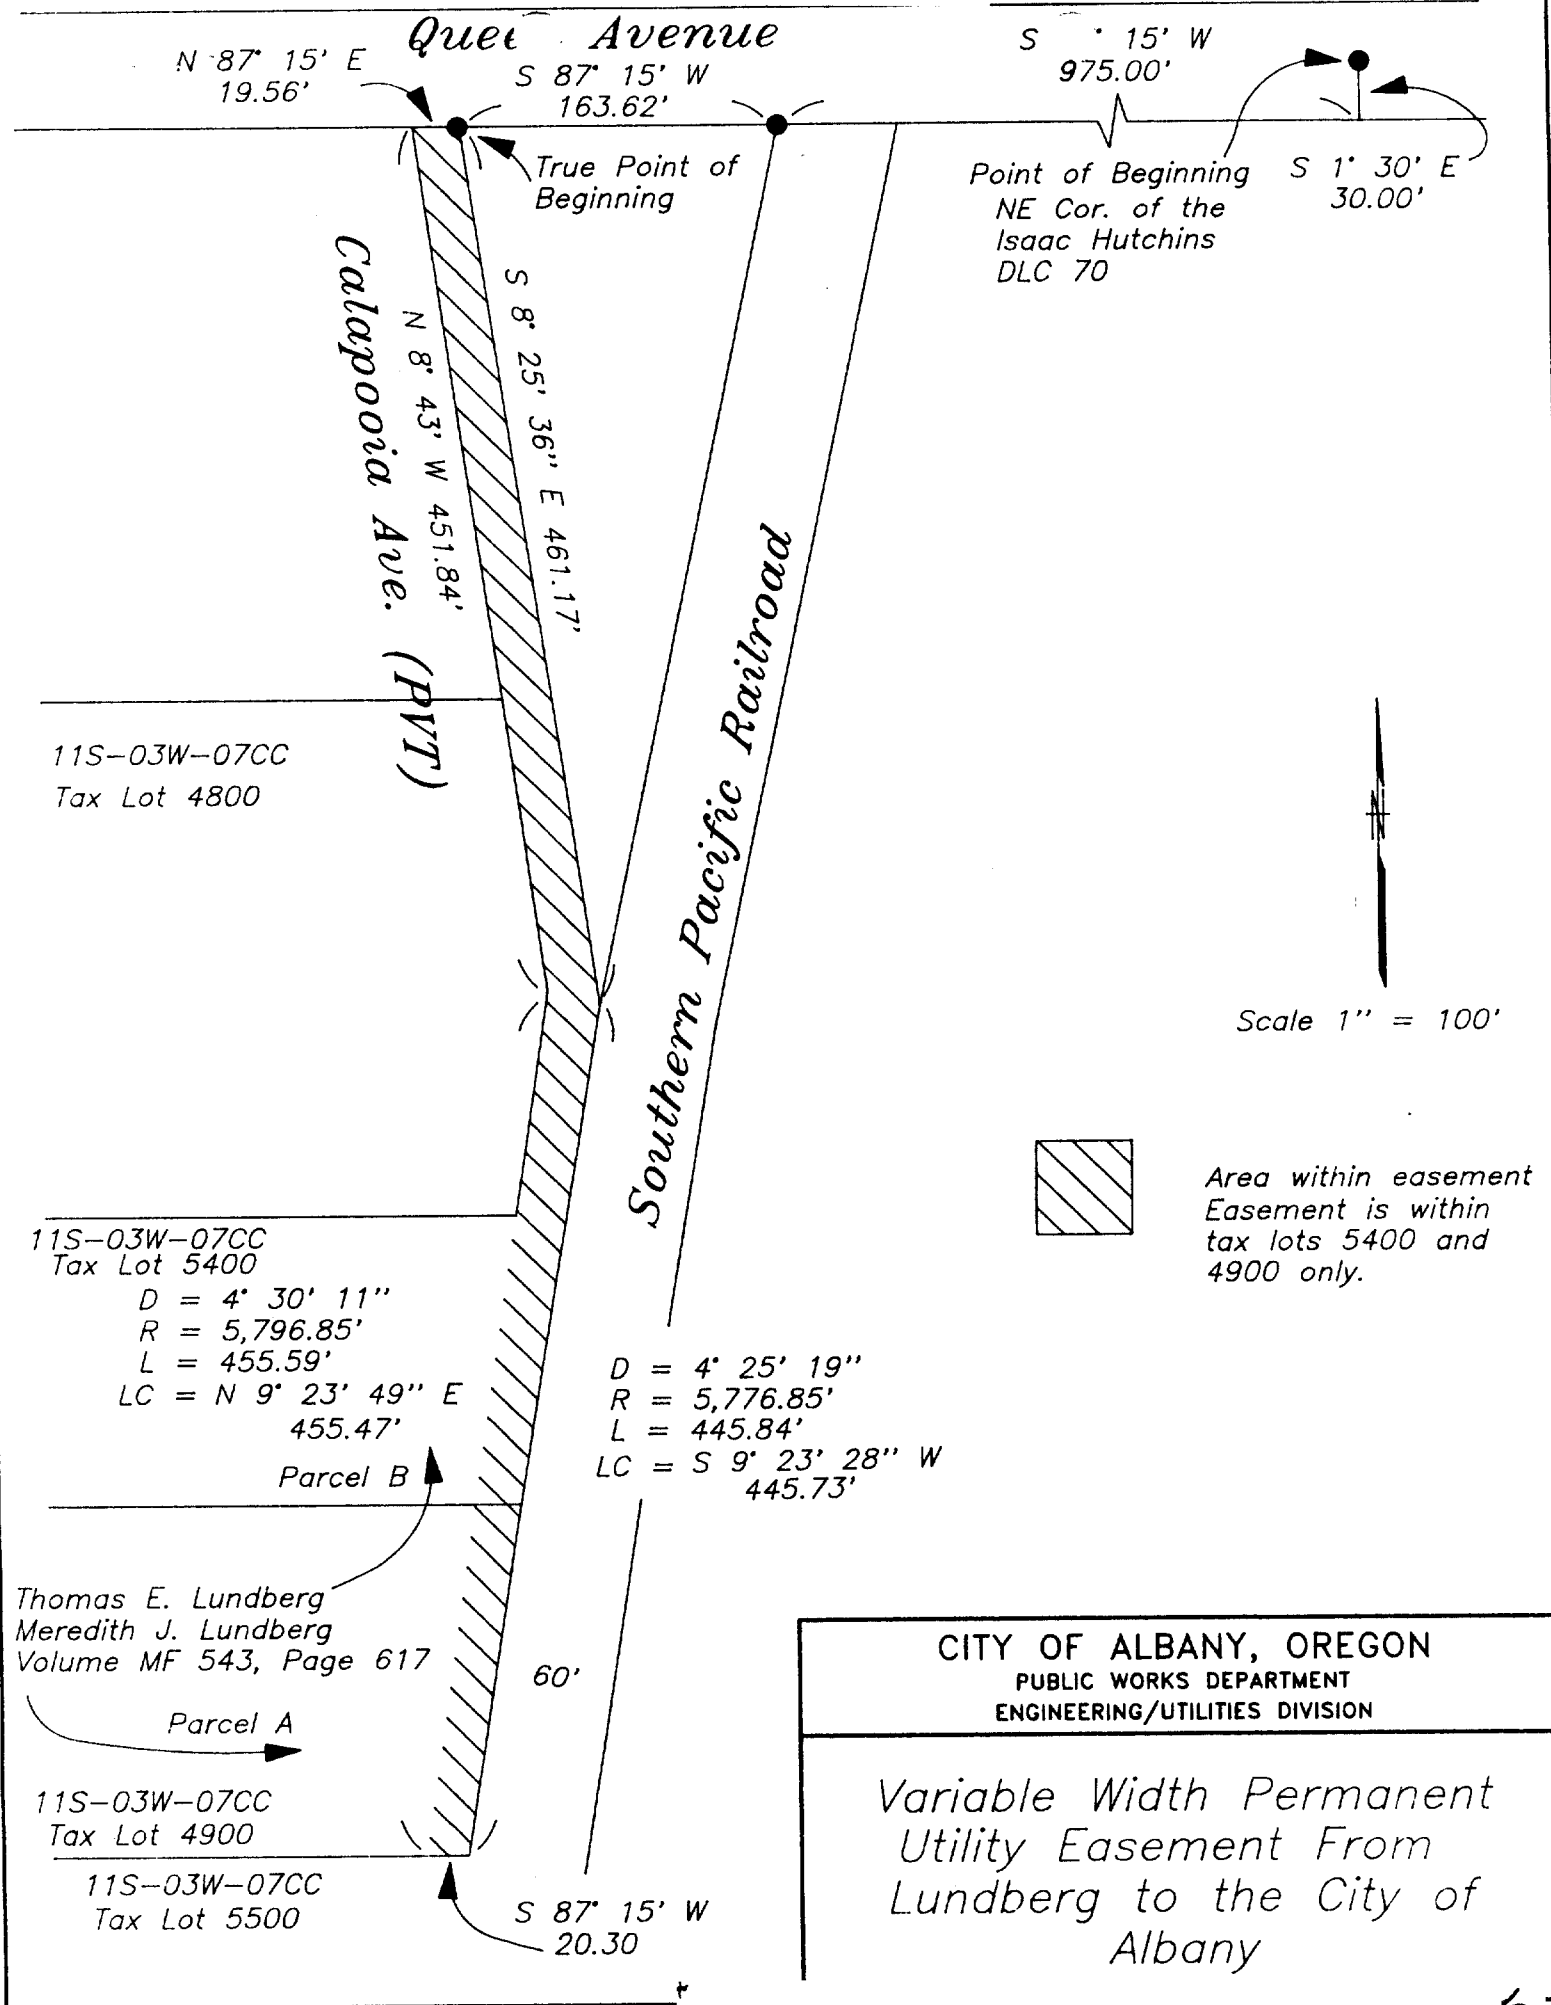 Avenue
N 87° 15' E
19.56'
S 87° 15' W
163.62'
S ° 15' W
975.00'
True Point of
Beginning
Point of Beginning
NE Cor. of the
Isaac Hutchins
DLC 70
S 1° 30' E
30.00'
Calapooia Ave. (PVT)
N 8° 43' W 451.84'
S 8° 25' 36" E 461.17'
Southern Pacific Railroad
11S-03W-07CC
Tax Lot 4800
N
Scale 1" = 100'
Area within easement
Easement is within
tax lots 5400 and
4900 only.
11S-03W-07CC
Tax Lot 5400
D = 4° 30' 11"
R = 5,796.85'
L = 455.59'
LC = N 9° 23' 49" E
455.47'
Parcel B
D = 4° 25' 19"
R = 5,776.85'
L = 445.84'
LC = S 9° 23' 28" W
445.73'
Thomas E. Lundberg
Meredith J. Lundberg
Volume MF 543, Page 617
60'
Parcel A
11S-03W-07CC
Tax Lot 4900
11S-03W-07CC
Tax Lot 5500
S 87° 15' W
20.30
CITY OF ALBANY, OREGON
PUBLIC WORKS DEPARTMENT
ENGINEERING/UTILITIES DIVISION
Variable Width Permanent
Utility Easement From
Lundberg to the City of
Albany